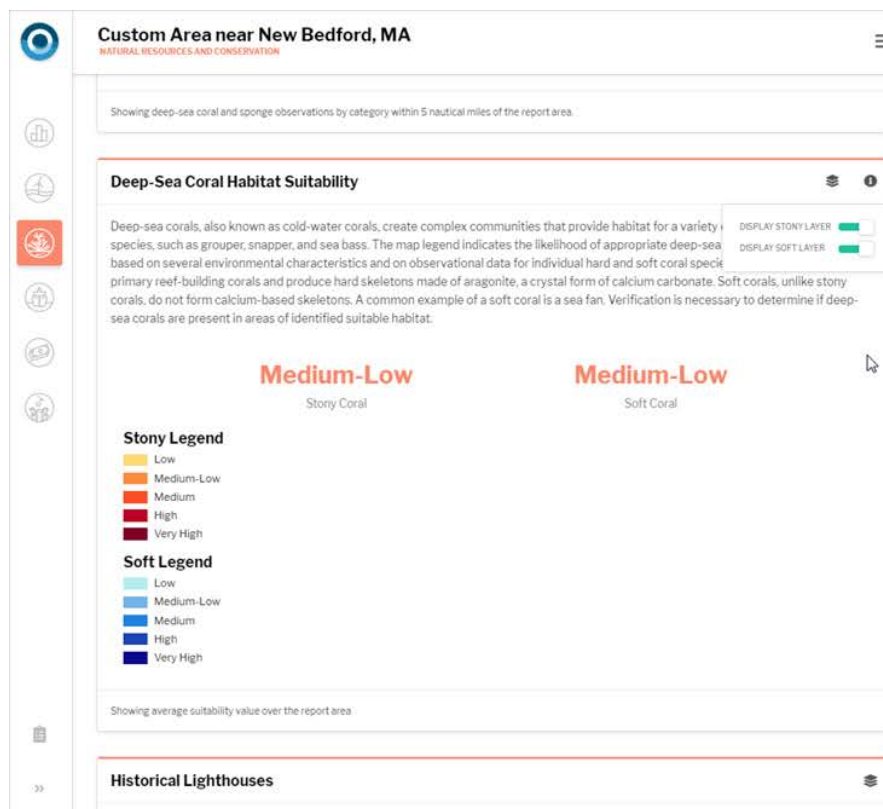 Custom Area near New Bedford, MA
NATURAL RESOURCES AND CONSERVATION
Showing deep-sea coral and sponge observations by category within 5 nautical miles of the report area.
Deep-Sea Coral Habitat Suitability
DISPLAY STONY LAYER
DISPLAY SOFT LAYER
Deep-sea corals, also known as cold-water corals, create complex communities that provide habitat for a variety
species, such as grouper, snapper, and sea bass. The map legend indicates the likelihood of appropriate deep-sea
based on several environmental characteristics and on observational data for individual hard and soft coral specie
primary reef-building corals and produce hard skeletons made of aragonite, a crystal form of calcium carbonate. Soft corals, unlike stony
corals, do not form calcium-based skeletons. A common example of a soft coral is a sea fan. Verification is necessary to determine if deep-
sea corals are present in areas of identified suitable habitat.
Medium-Low
Stony Coral
Medium-Low
Soft Coral
Stony Legend
Low
Medium-Low
Medium
High
Very High
Soft Legend
Low
Medium-Low
Medium
High
Very High
Showing average suitability value over the report area
Historical Lighthouses